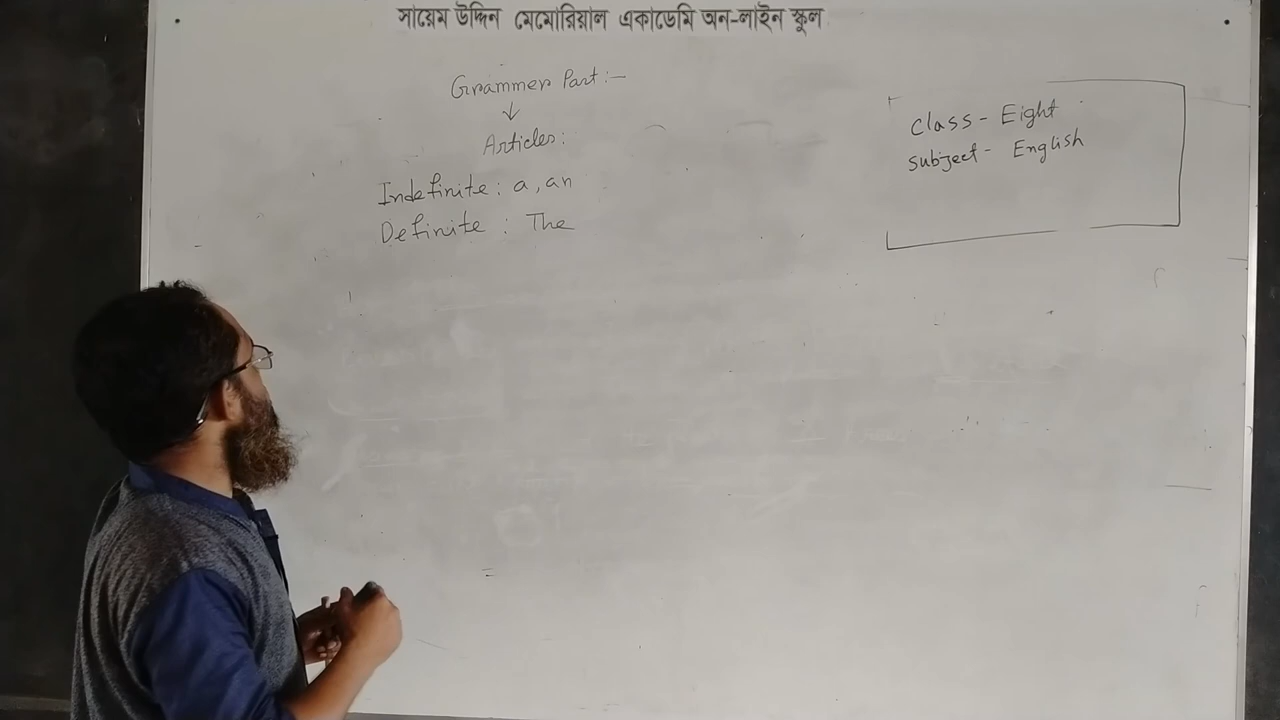 সায়েম উদ্দিন মেমোরিয়াল একাডেমি অন-লাইন স্কুল
Grammer Part:-
Articles:
Indefinite: a, an
Definite : The
Class- Eight
Subject- English